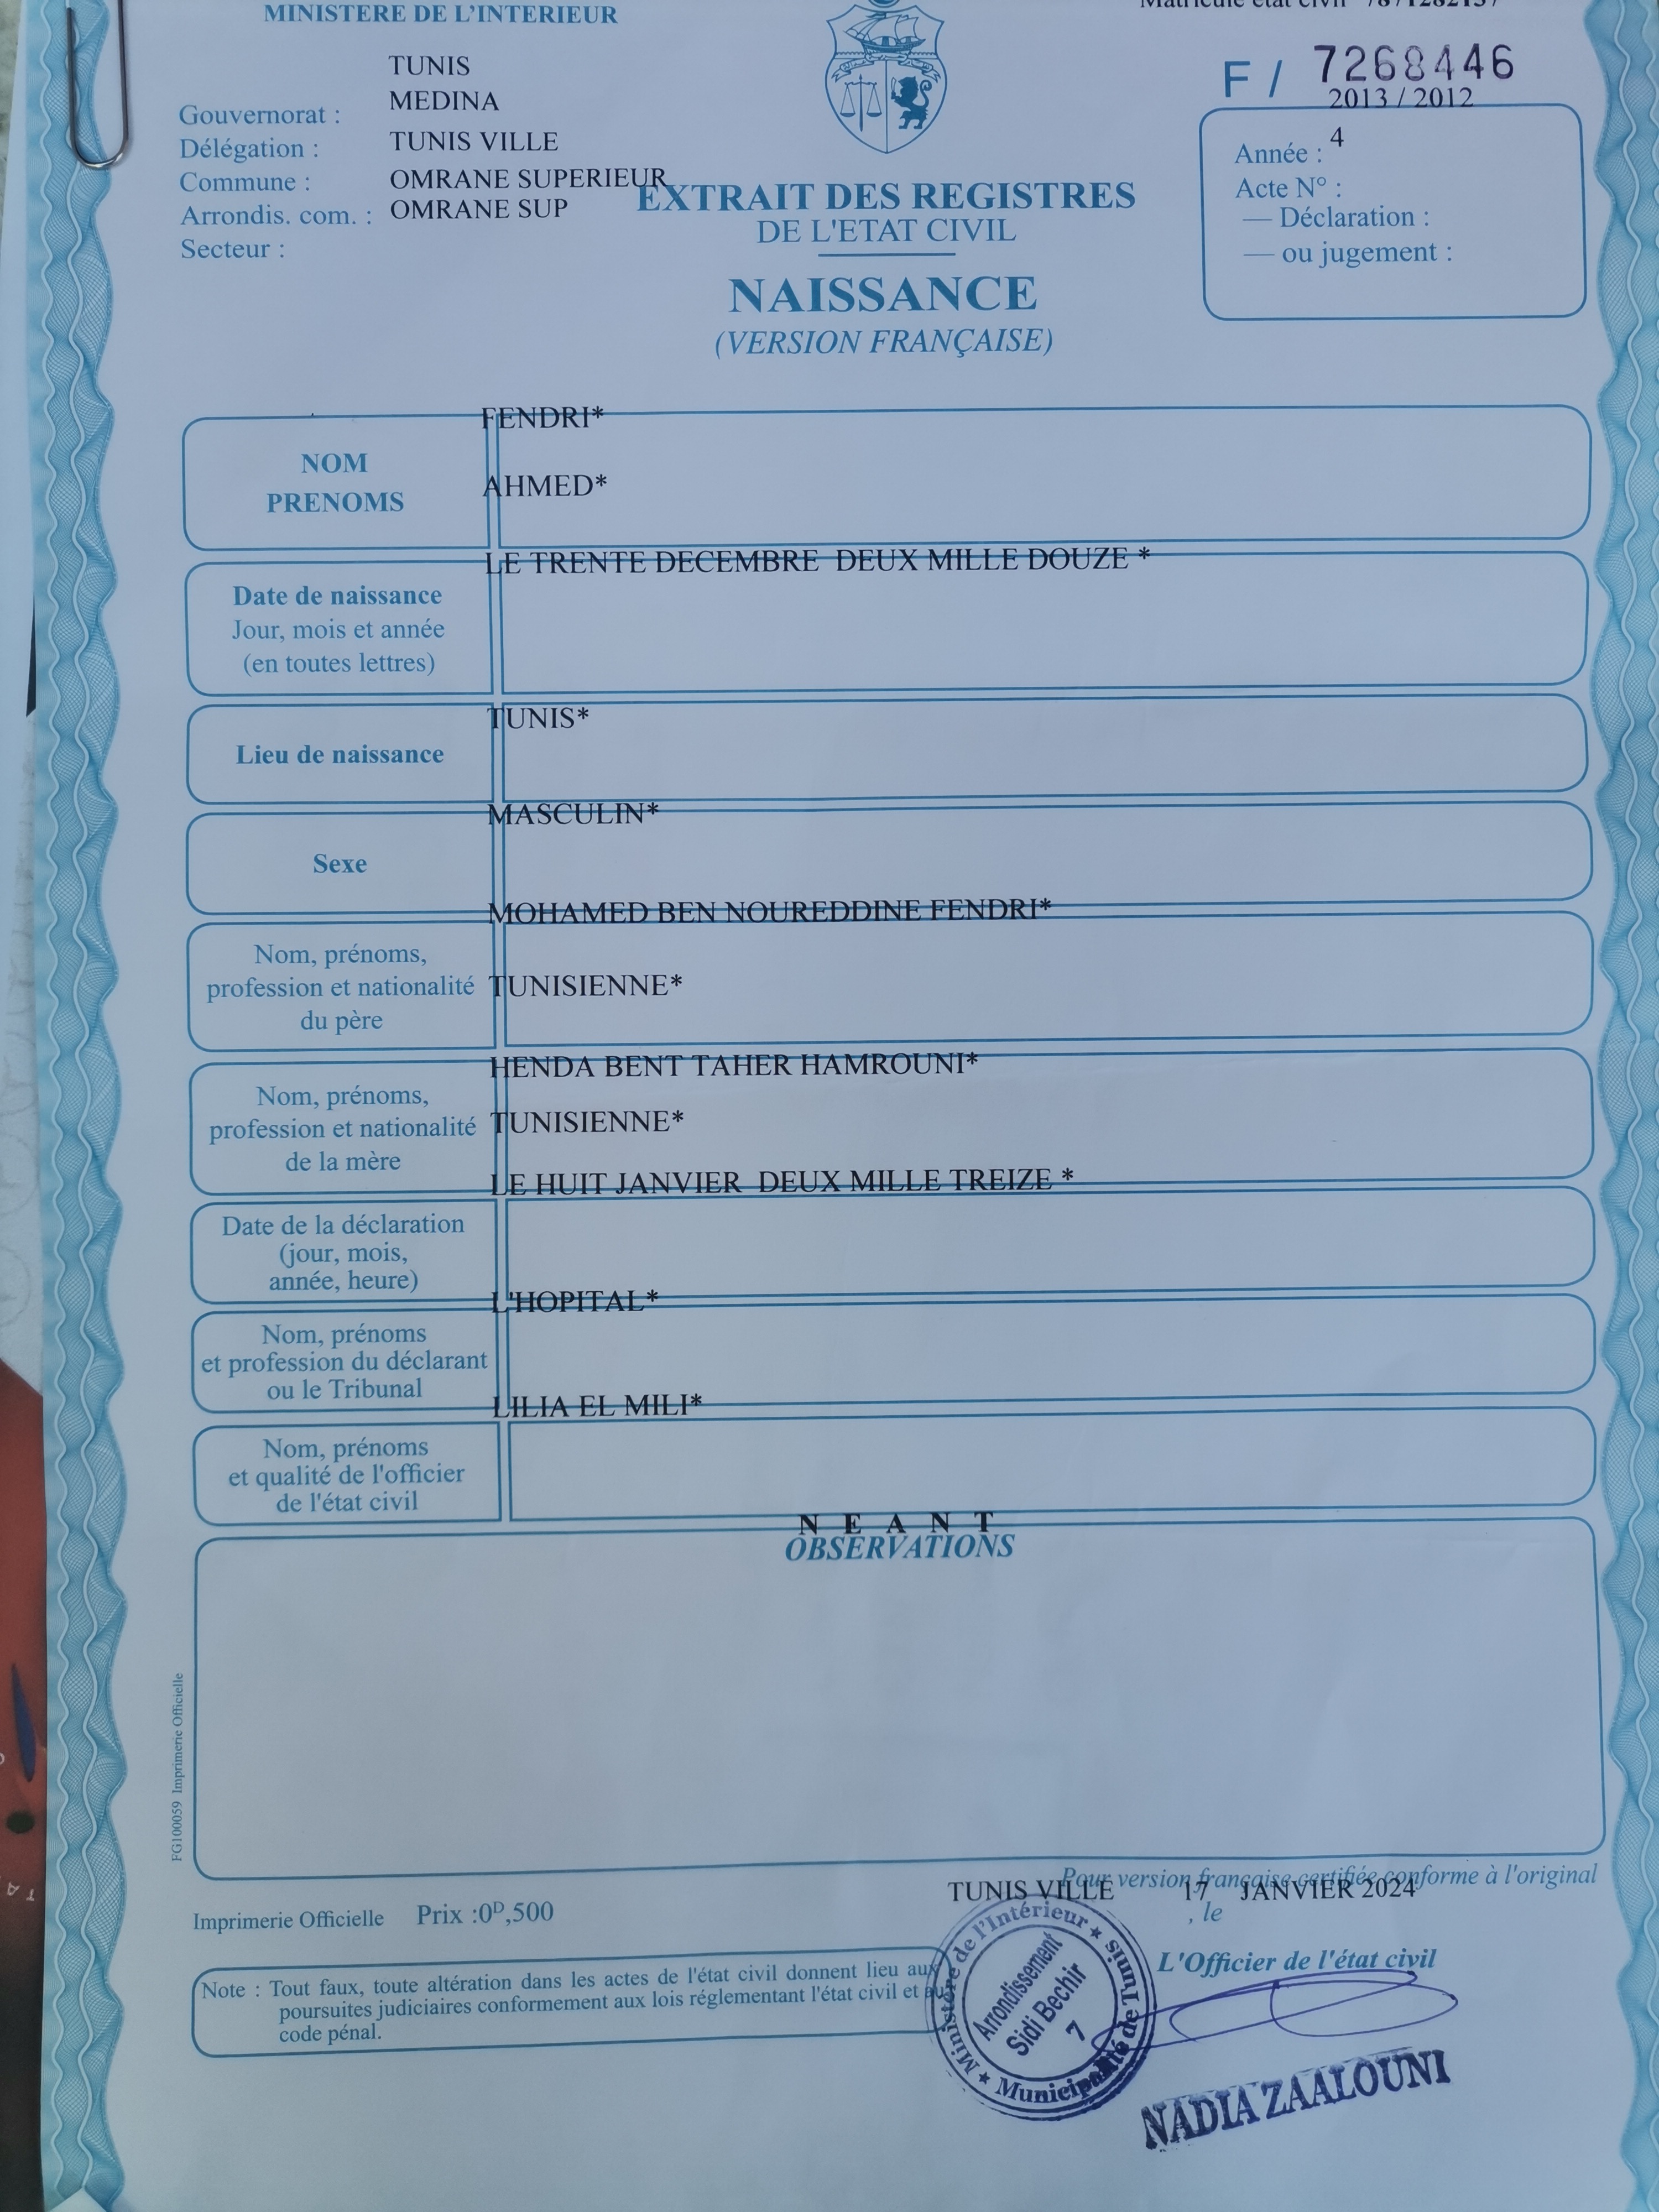 MINISTERE DE L'INTERIEUR
Matricule état civil
F / 7268446
2013 / 2012
TUNIS
MEDINA
Gouvernorat :
TUNIS VILLE
Délégation :
OMRANE SUPERIEUR
Commune :
OMRANE SUP
Arrondis. com. :
Secteur :
EXTRAIT DES REGISTRES
DE L'ETAT CIVIL
NAISSANCE
(VERSION FRANÇAISE)
4
Année :
Acte N° :
— Déclaration :
— ou jugement :
FENDRI*
NOM
AHMED*
PRENOMS
LE TRENTE DECEMBRE DEUX MILLE DOUZE *
Date de naissance
Jour, mois et année
(en toutes lettres)
TUNIS*
Lieu de naissance
MASCULIN*
Sexe
MOHAMED BEN NOUREDDINE FENDRI*
Nom, prénoms,
profession et nationalité TUNISIENNE*
du père
HENDA BENT TAHER HAMROUNI*
Nom, prénoms,
profession et nationalité TUNISIENNE*
de la mère
LE HUIT JANVIER DEUX MILLE TREIZE *
Date de la déclaration
(jour, mois,
année, heure)
L'HOPITAL*
Nom, prénoms
et profession du déclarant
ou le Tribunal
LILIA EL MILI*
Nom, prénoms
et qualité de l'officier
de l'état civil
N E A N T
OBSERVATIONS
FG100059 Imprimerie Officielle
Pour version française certifiée conforme à l'original
TUNIS VILLE 17 JANVIER 2024
, le
Imprimerie Officielle Prix :0D,500
L'Officier de l'état civil
Note : Tout faux, toute altération dans les actes de l'état civil donnent lieu aux
poursuites judiciaires conformement aux lois réglementant l'état civil et au
code pénal.
Ministère de l'Intérieur ★ Municipalité de Tunis ★
Arrondissement
Sidi Bechir
7
NADIA ZAALOUNI